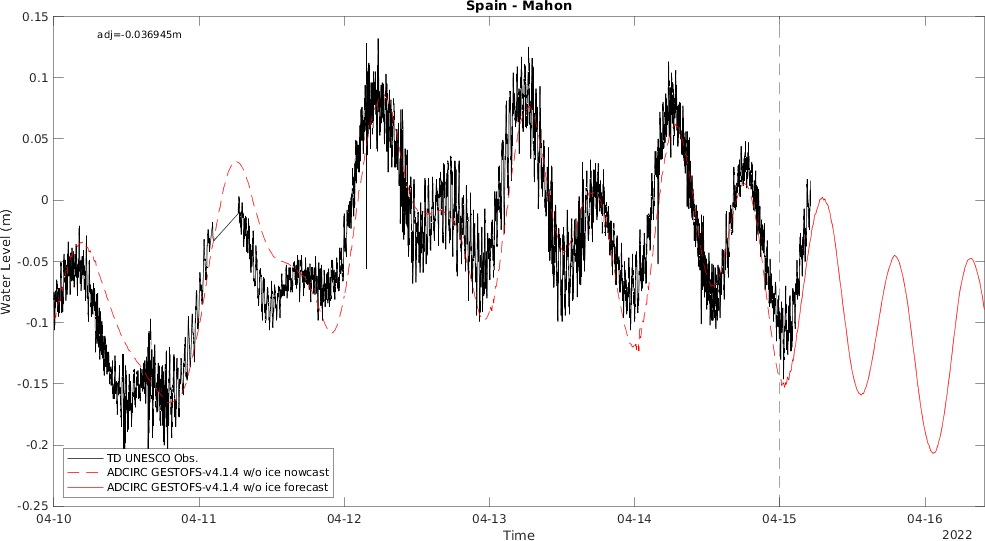 Spain - Mahon
adj=-0.036945m
0.15
0.1
0.05
0
-0.05
-0.1
-0.15
-0.2
-0.25
Water Level (m)
TD UNESCO Obs.
ADCIRC GESTOFS-v4.1.4 w/o ice nowcast
ADCIRC GESTOFS-v4.1.4 w/o ice forecast
04-10 04-11 04-12 04-13 04-14 04-15 04-16
Time
2022